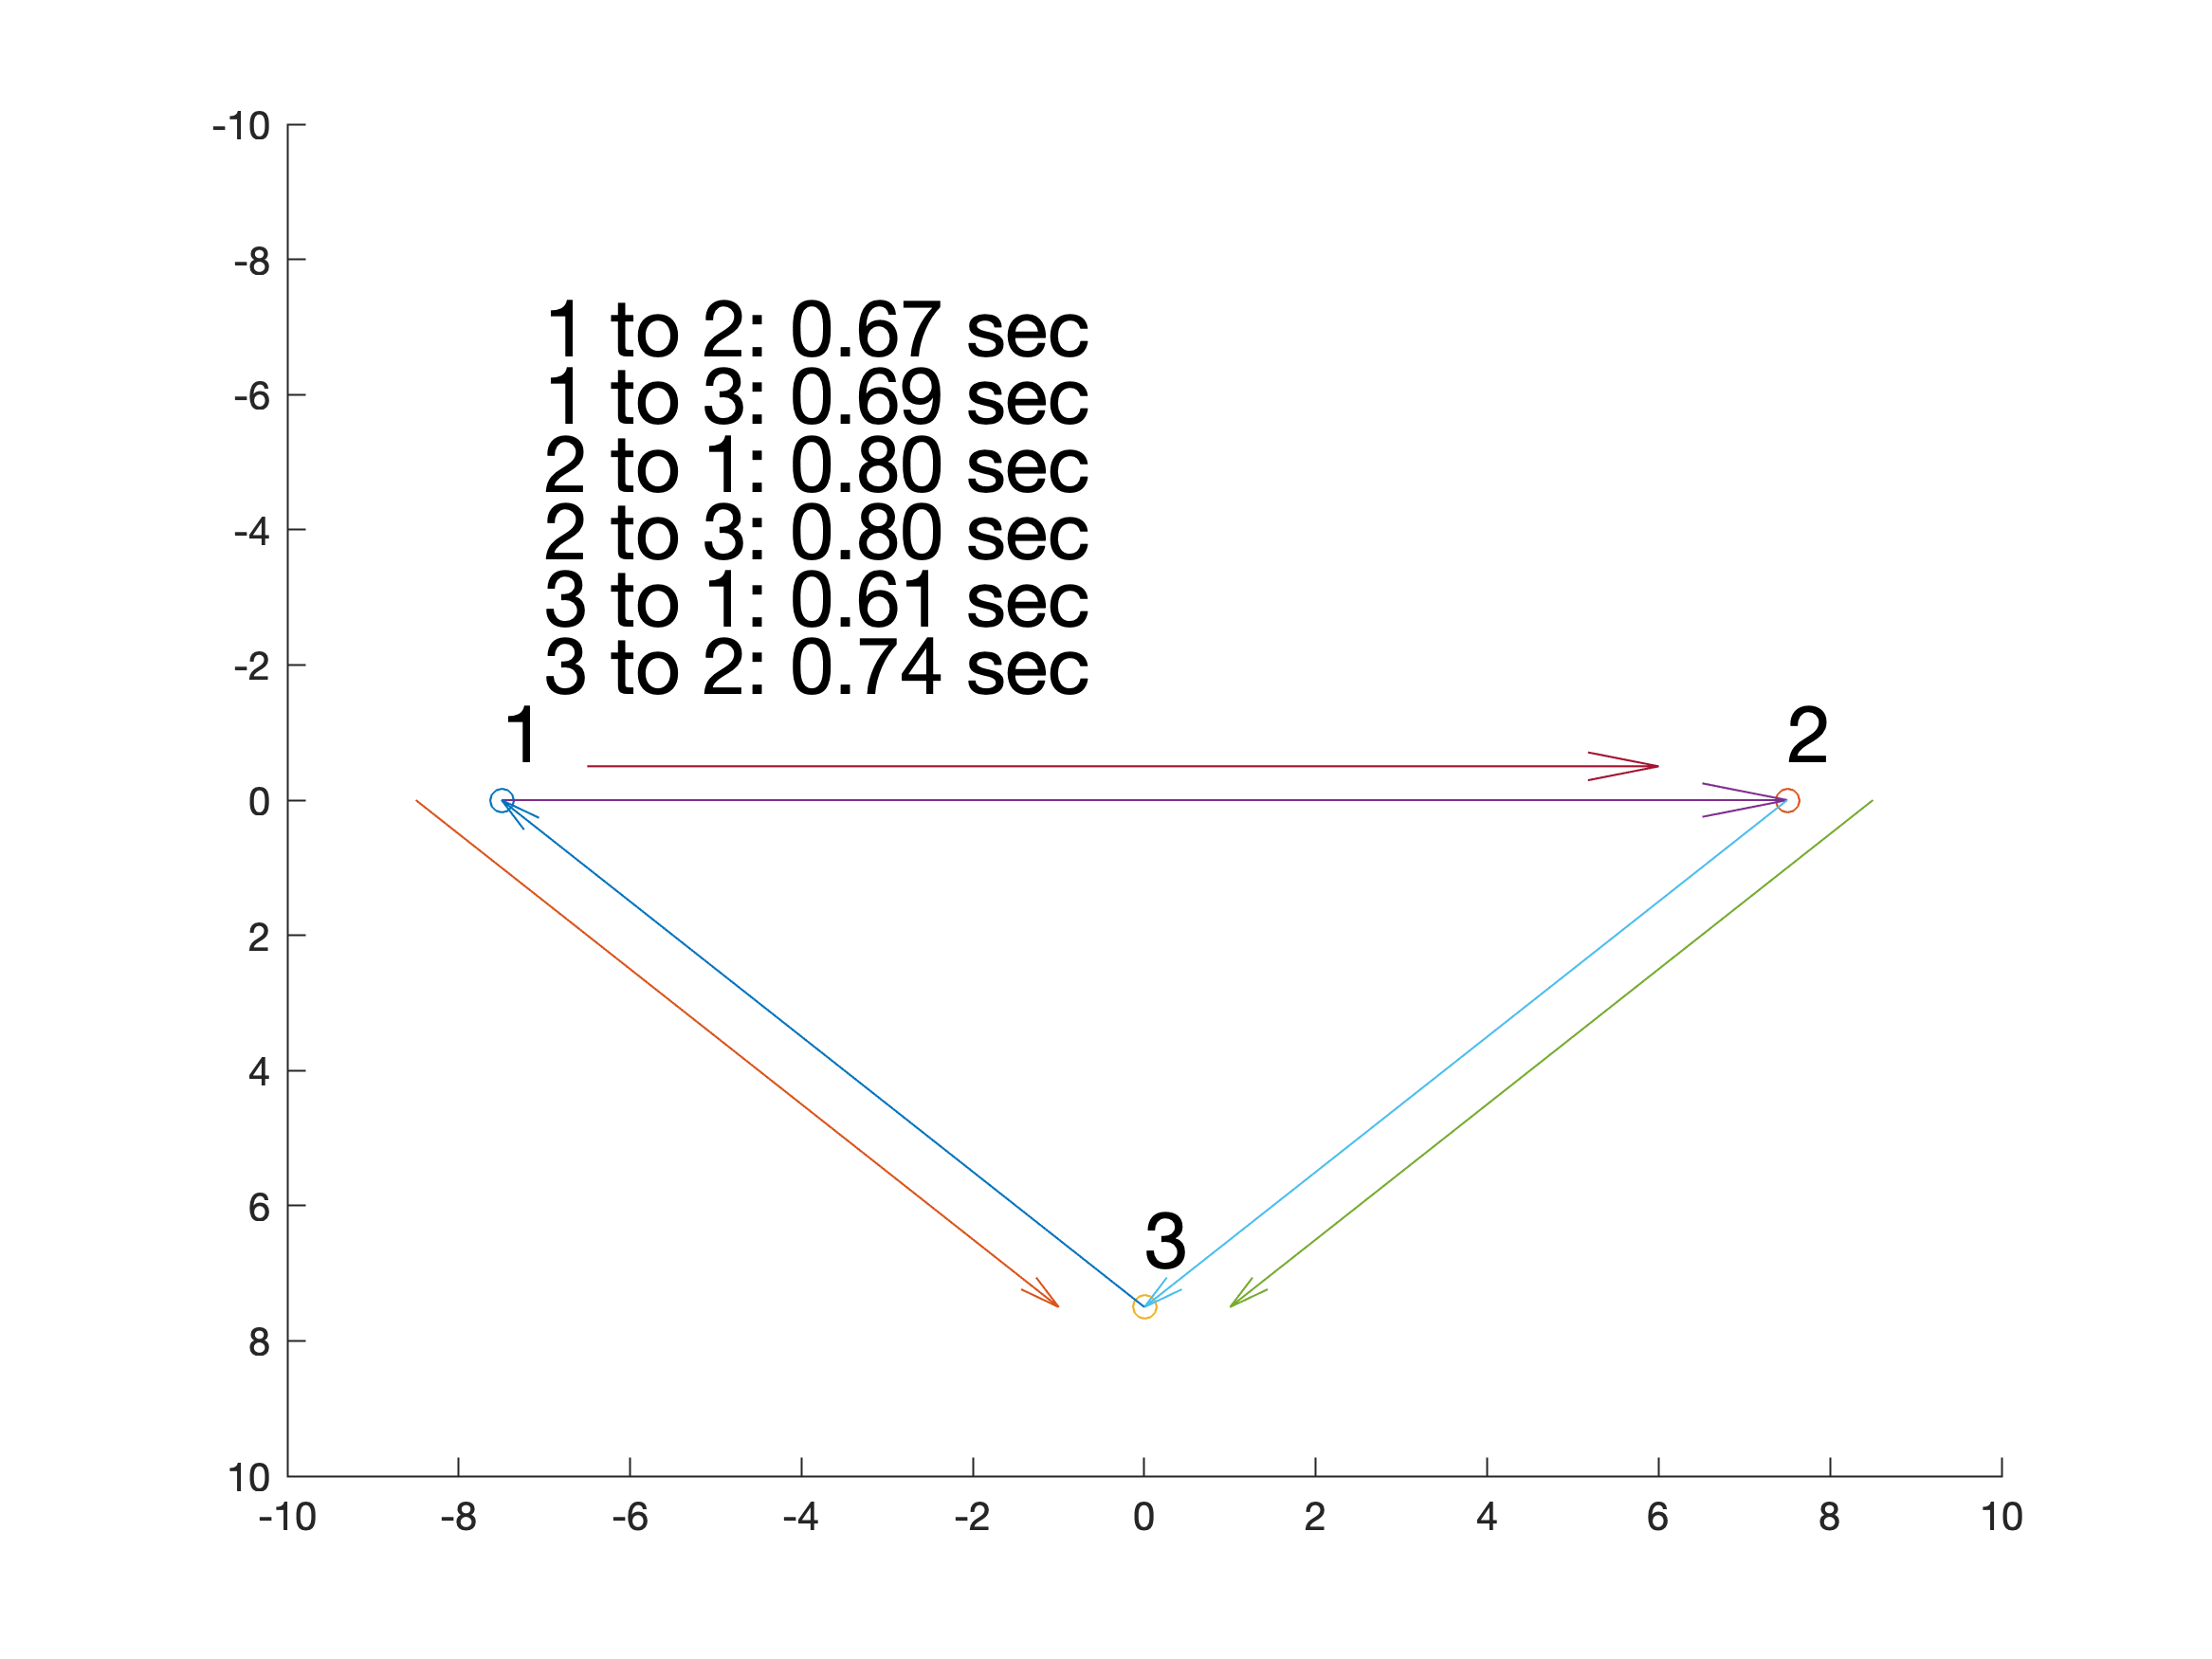 -10
-8
1 to 2: 0.67 sec
-6
1 to 3: 0.69 sec
2 to 1: 0.80 sec
-4
2 to 3: 0.80 sec
3 to 1: 0.61 sec
-2
3 to 2: 0.74 sec
1
2
0
2
4
6
3
8
10
-10 -8 -6 -4 -2 0 2 4 6 8 10